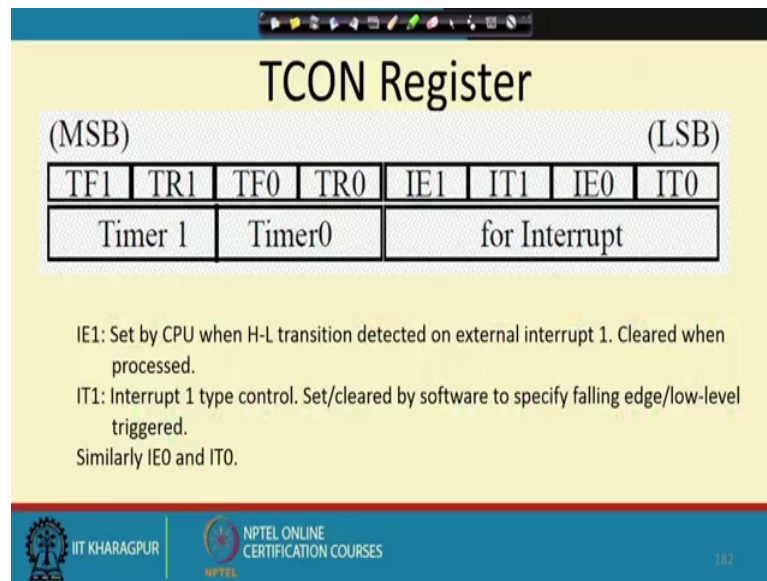 TCON Register
(MSB) (LSB)
TF1 TR1 TF0 TR0 IE1 IT1 IE0 IT0
Timer 1 Timer0 for Interrupt
IE1: Set by CPU when H-L transition detected on external interrupt 1. Cleared when
processed.
IT1: Interrupt 1 type control. Set/cleared by software to specify falling edge/low-level
triggered.
Similarly IE0 and IT0.
IIT KHARAGPUR
NPTEL
NPTEL ONLINE
CERTIFICATION COURSES
182